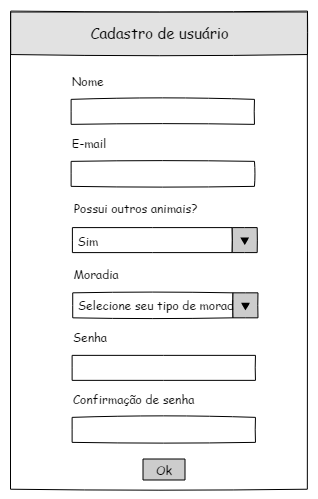 Cadastro de usuário
Nome
E-mail
Possui outros animais?
Sim
Moradia
Selecione seu tipo de morad
Senha
Confirmação de senha
Ok